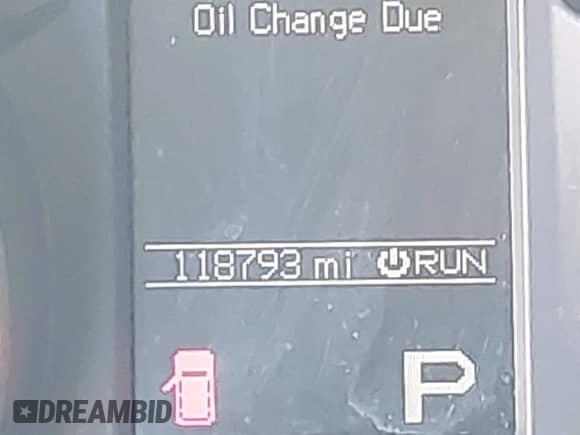 Oil Change Due
118793 mi RUN
P
DREAMBID